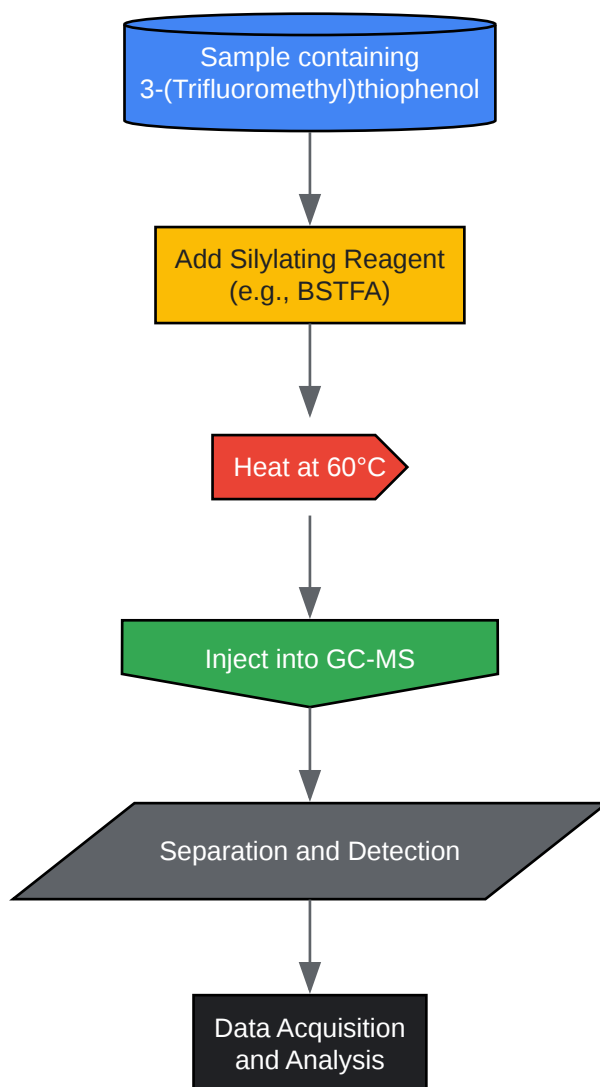 Sample containing
3-(Trifluoromethyl)thiophenol
Add Silylating Reagent
(e.g., BSTFA)
Heat at 60°C
Inject into GC-MS
Separation and Detection
Data Acquisition
and Analysis